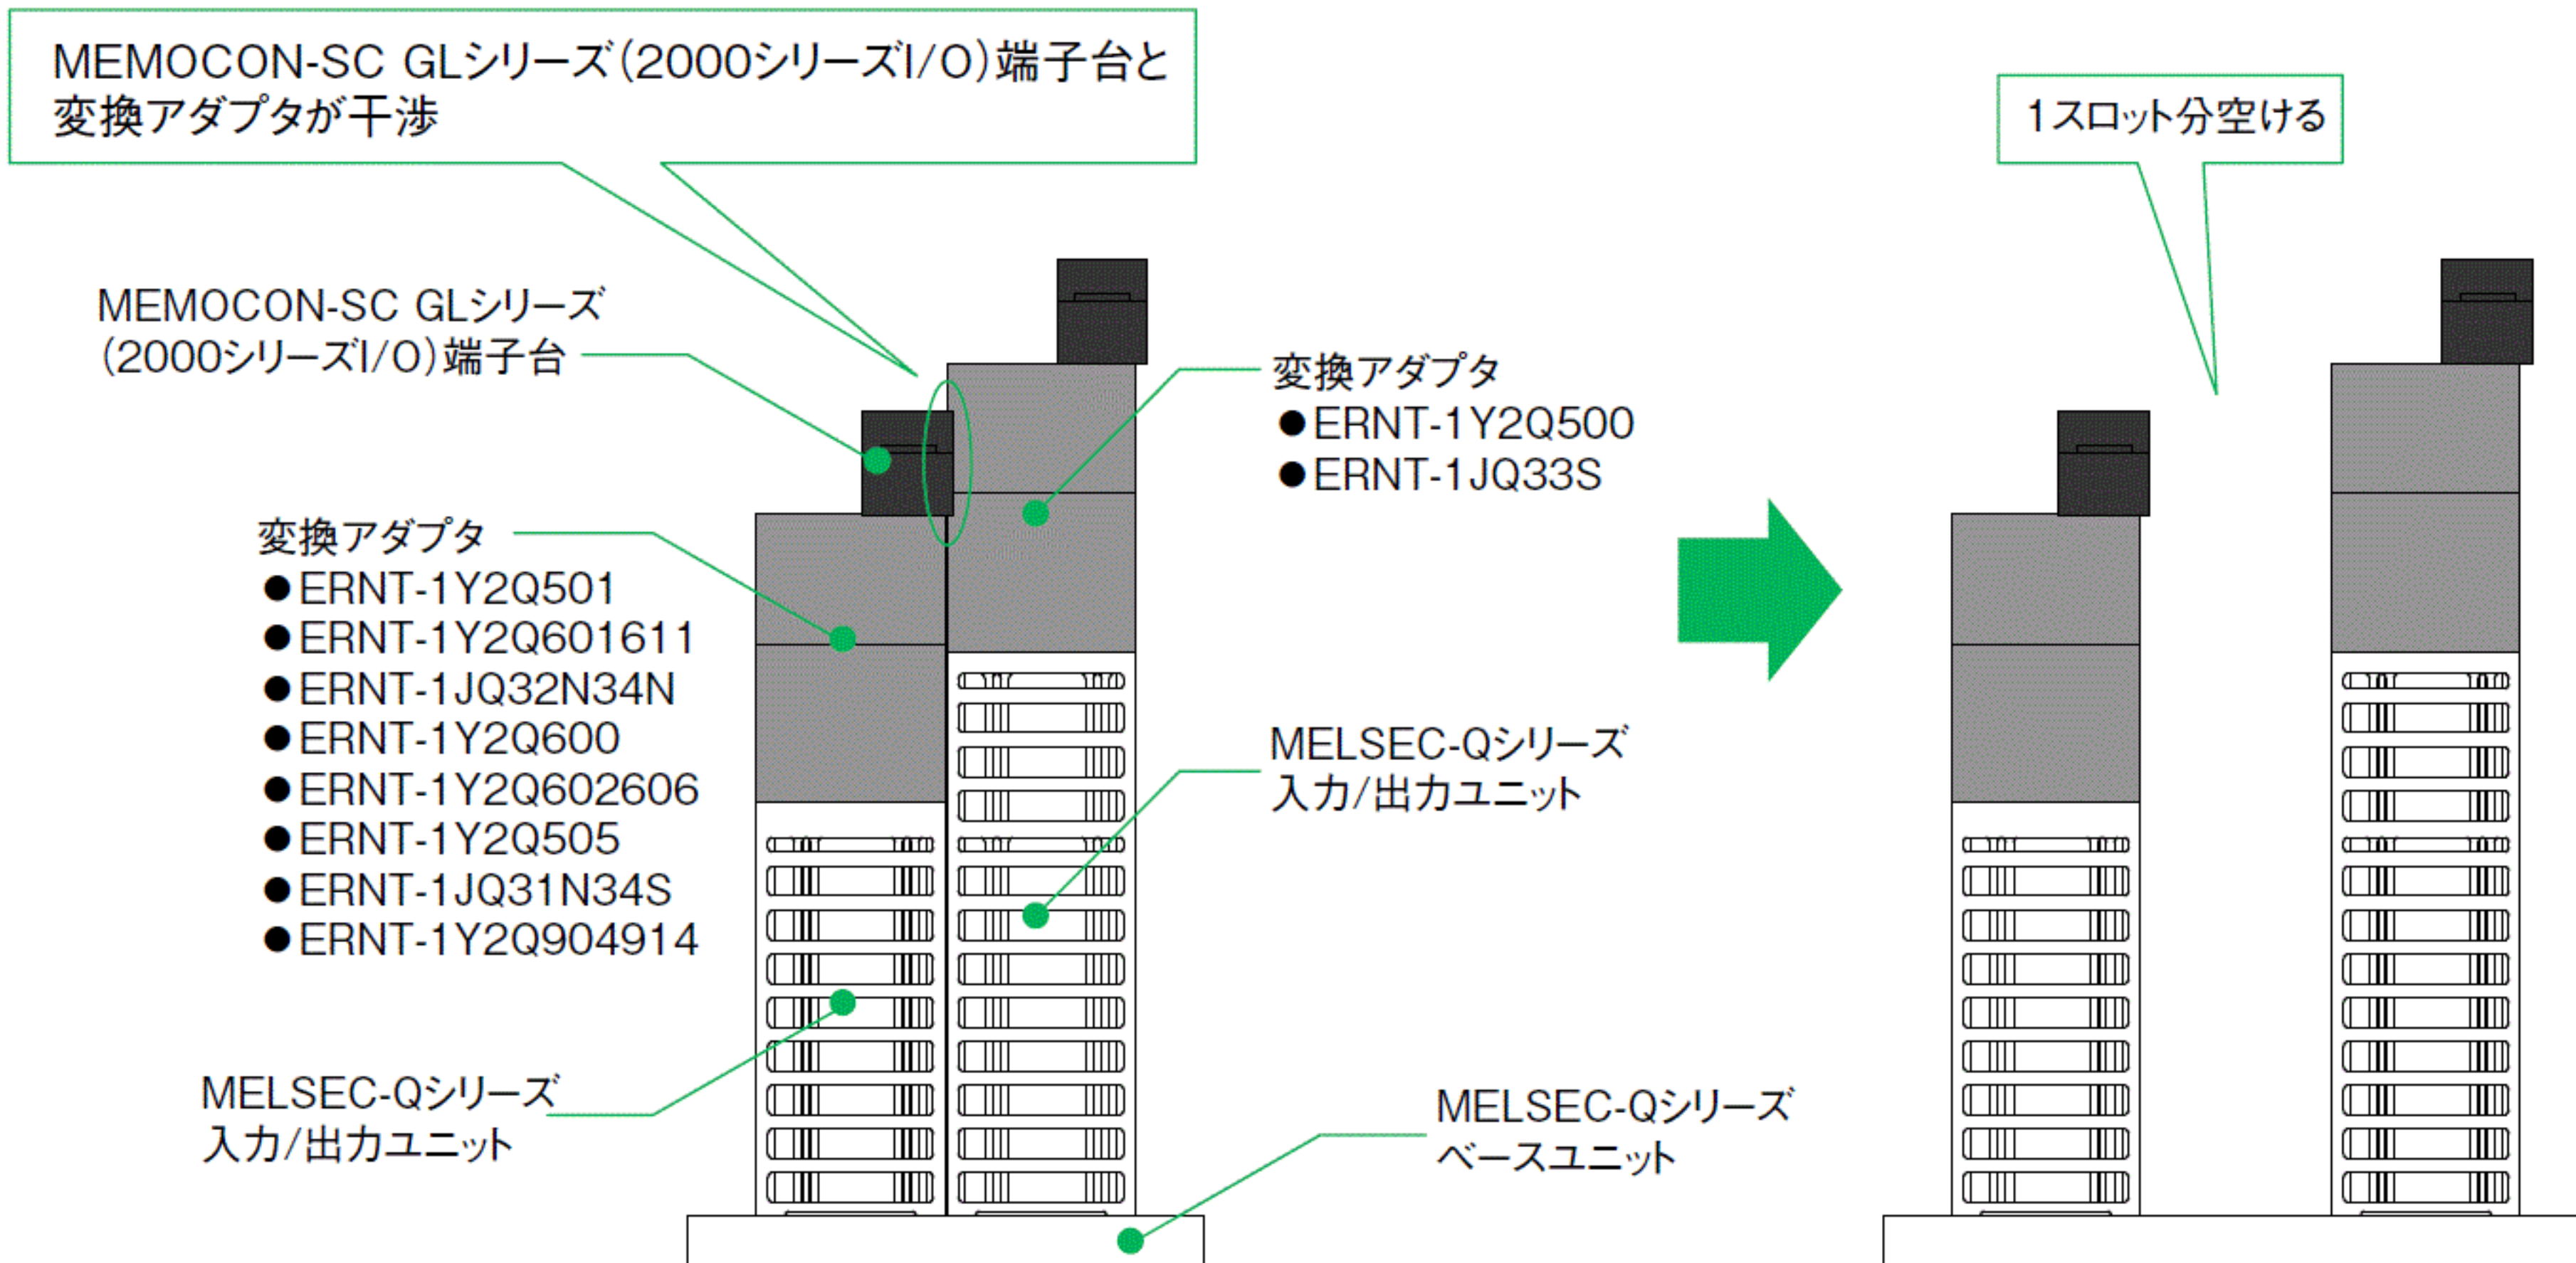 MEMOCON-SC GLシリーズ(2000シリーズI/O)端子台と
変換アダプタが干渉
1スロット分空ける
MEMOCON-SC GLシリーズ
(2000シリーズI/O)端子台
変換アダプタ
●ERNT-1Y2Q500
●ERNT-1JQ33S
変換アダプタ
●ERNT-1Y2Q501
●ERNT-1Y2Q601611
●ERNT-1JQ32N34N
●ERNT-1Y2Q600
●ERNT-1Y2Q602606
●ERNT-1Y2Q505
●ERNT-1JQ31N34S
●ERNT-1Y2Q904914
MELSEC-Qシリーズ
入力/出力ユニット
MELSEC-Qシリーズ
入力/出力ユニット
MELSEC-Qシリーズ
ベースユニット